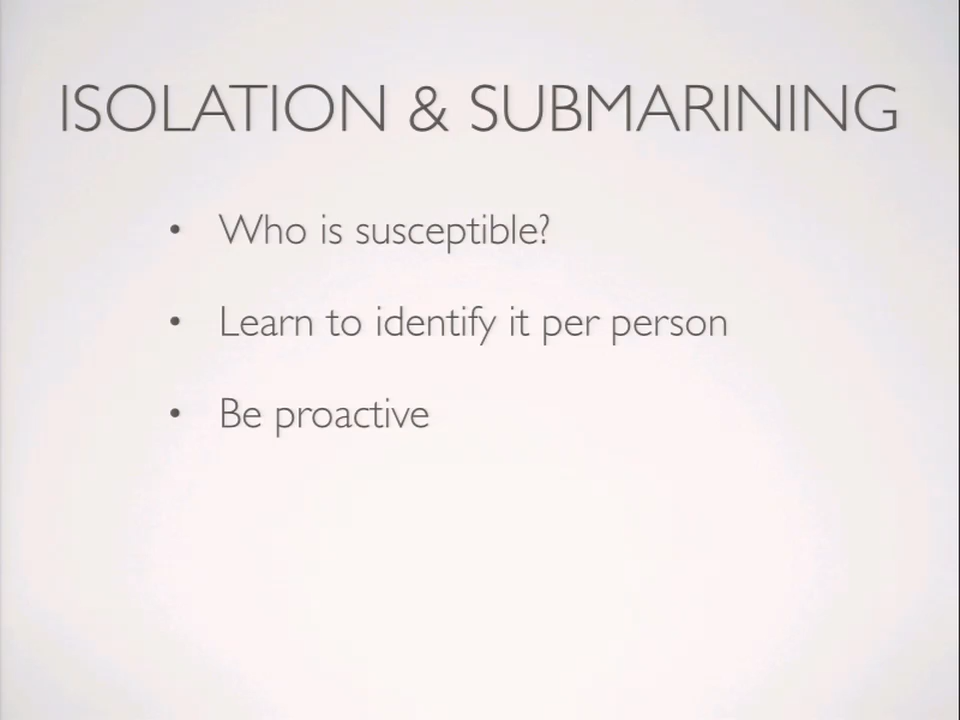 ISOLATION & SUBMARINING
• Who is susceptible?
• Learn to identify it per person
• Be proactive